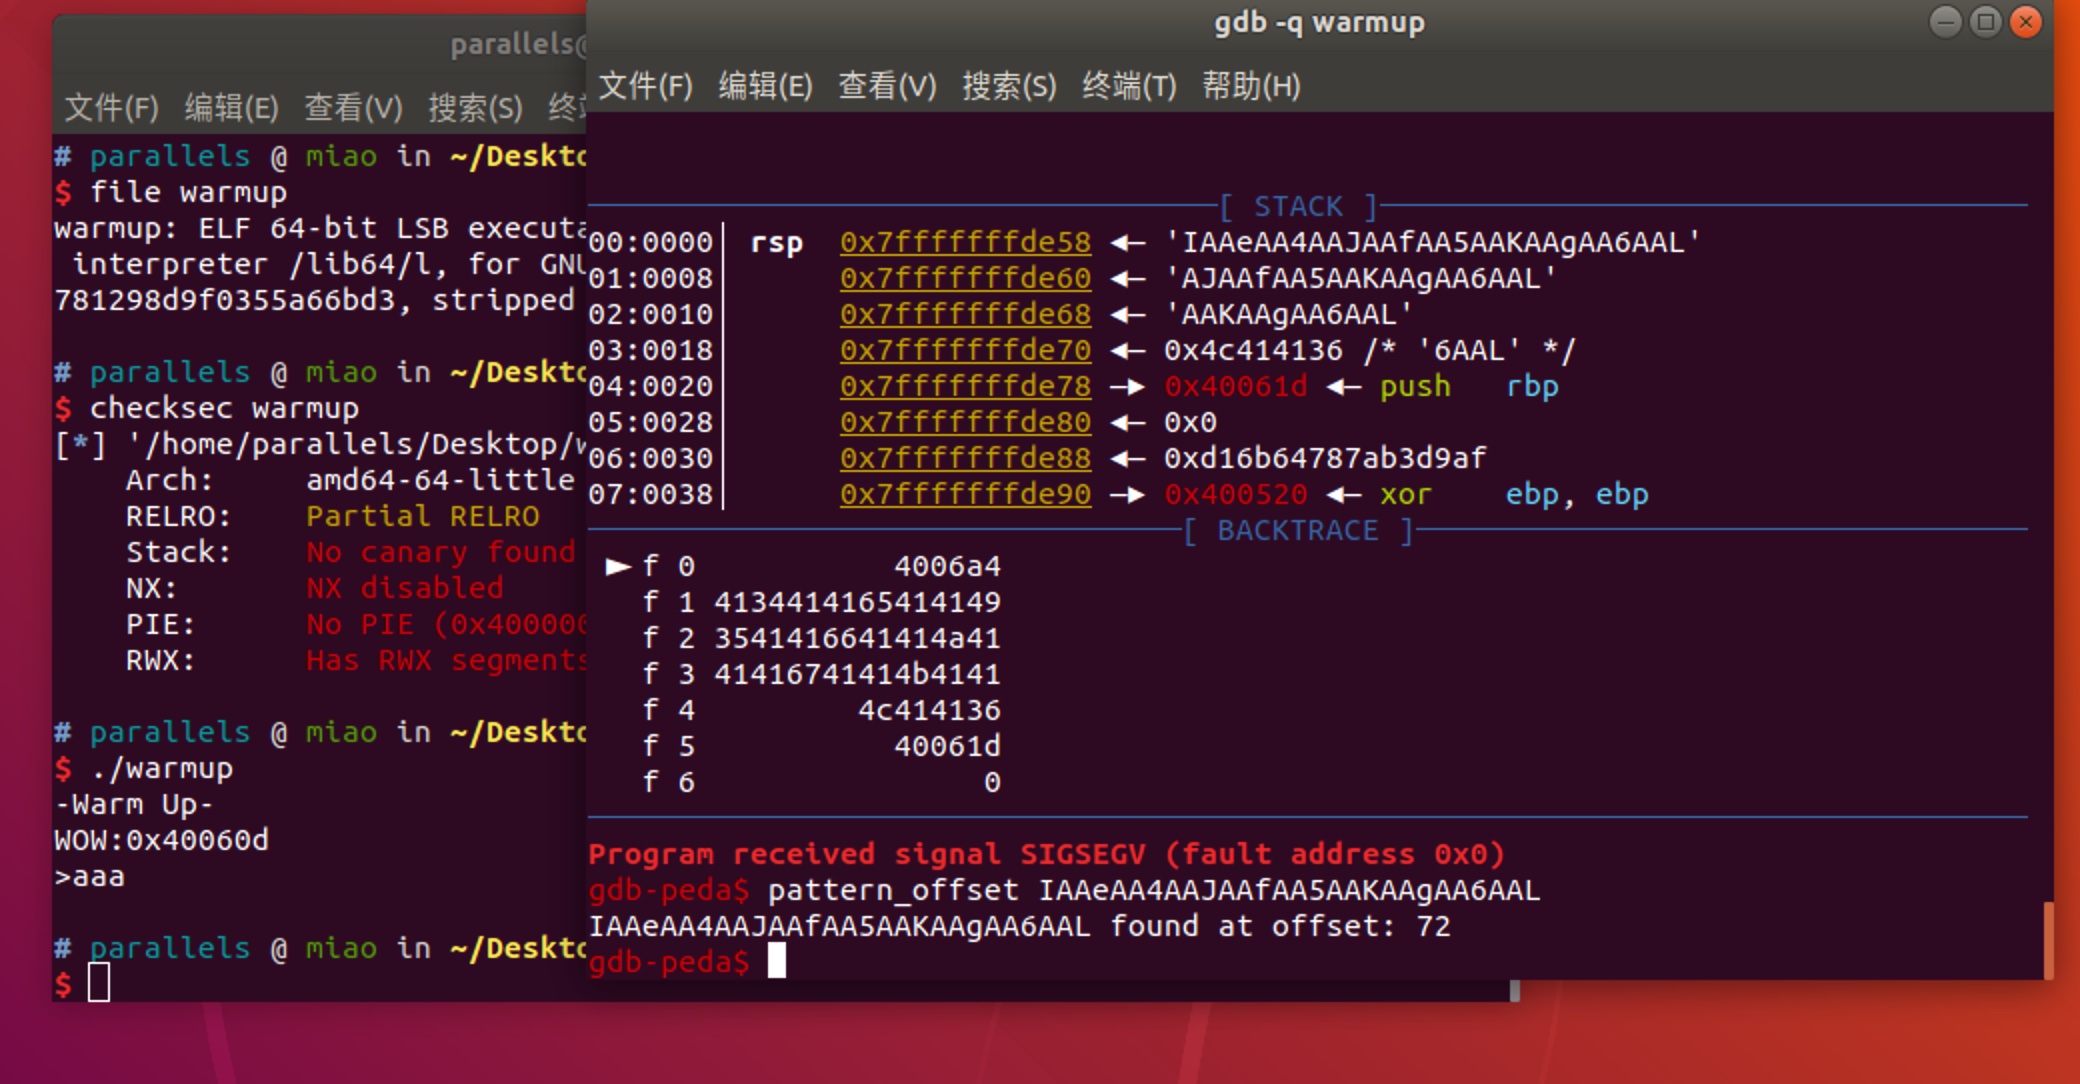 parallels@
文件(F) 编辑(E) 查看(V) 搜索(S) 终
# parallels @ miao in ~/Deskto
$ file warmup
warmup: ELF 64-bit LSB executa
interpreter /lib64/l, for GNU
781298d9f0355a66bd3, stripped
# parallels @ miao in ~/Deskto
$ checksec warmup
[*] '/home/parallels/Desktop/w
Arch: amd64-64-little
RELRO: Partial RELRO
Stack: No canary found
NX: NX disabled
PIE: No PIE (0x400000
RWX: Has RWX segments
# parallels @ miao in ~/Deskto
$ ./warmup
-Warm Up-
WOW:0x40060d
>aaa
# parallels @ miao in ~/Deskto
$
gdb -q warmup
文件(F) 编辑(E) 查看(V) 搜索(S) 终端(T) 帮助(H)
[ STACK ]
00:0000│ rsp 0x7fffffffde58 ◄— 'IAAeAA4AAJAAfAA5AAKAAgAA6AAL'
01:0008│ 0x7fffffffde60 ◄— 'AJAAfAA5AAKAAgAA6AAL'
02:0010│ 0x7fffffffde68 ◄— 'AAKAAgAA6AAL'
03:0018│ 0x7fffffffde70 ◄— 0x4c414136 /* '6AAL' */
04:0020│ 0x7fffffffde78 —► 0x40061d ◄— push rbp
05:0028│ 0x7fffffffde80 ◄— 0x0
06:0030│ 0x7fffffffde88 ◄— 0xd16b64787ab3d9af
07:0038│ 0x7fffffffde90 —► 0x400520 ◄— xor ebp, ebp
[ BACKTRACE ]
► f 0 4006a4
f 1 4134414165414149
f 2 3541416641414a41
f 3 41416741414b4141
f 4 4c414136
f 5 40061d
f 6 0
Program received signal SIGSEGV (fault address 0x0)
gdb-peda$ pattern_offset IAAeAA4AAJAAfAA5AAKAAgAA6AAL
IAAeAA4AAJAAfAA5AAKAAgAA6AAL found at offset: 72
gdb-peda$